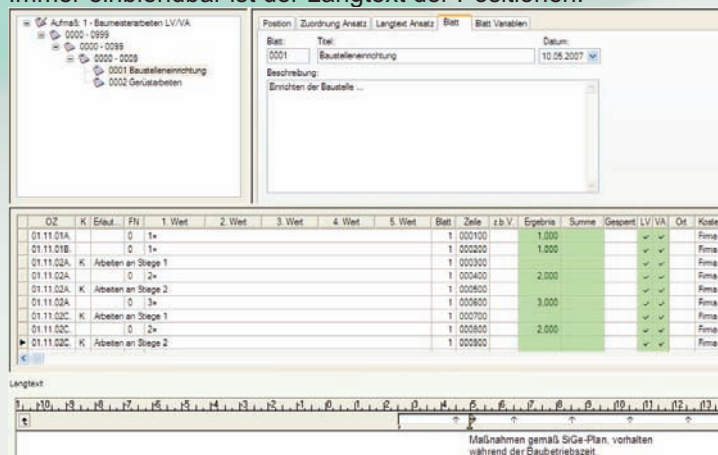 immer einblendbar ist der Langtext der Positionen.
Aufmaß: 1 - Baumeisterarbeiten LV/VA
0000 - 0999
0000 - 0099
0000 - 0009
0001 Baustelleneinrichtung
0002 Gerüstarbeiten
Position Zuordnung Ansatz Langtext Ansatz Blatt Blatt Variablen
Blatt: Titel: Datum:
0001 Baustelleneinrichtung 10.05.2007
Beschreibung:
Einrichten der Baustelle ...
OZ K Erläut... FN 1. Wert 2. Wert 3. Wert 4. Wert 5. Wert Blatt Zeile z.b.V. Ergebnis Summe Gesperrt LV VA Ort Koste
01.11.01A. 0 1= 1 000100 1,000 Firma
01.11.01B. 0 1= 1 000200 1,000 Firma
01.11.02A. K Arbeiten an Stiege 1 1 000300 Firma
01.11.02A. 0 2= 1 000400 2,000 Firma
01.11.02A. K Arbeiten an Stiege 2 1 000500 Firma
01.11.02A. 0 3= 1 000600 3,000 Firma
01.11.02C. K Arbeiten an Stiege 1 1 000700 Firma
01.11.02C. 0 2= 1 000800 2,000 Firma
01.11.02C. K Arbeiten an Stiege 2 1 000900 Firma
Langtext
Maßnahmen gemäß SiGe-Plan, vorhalten
während der Baubetriebszeit.